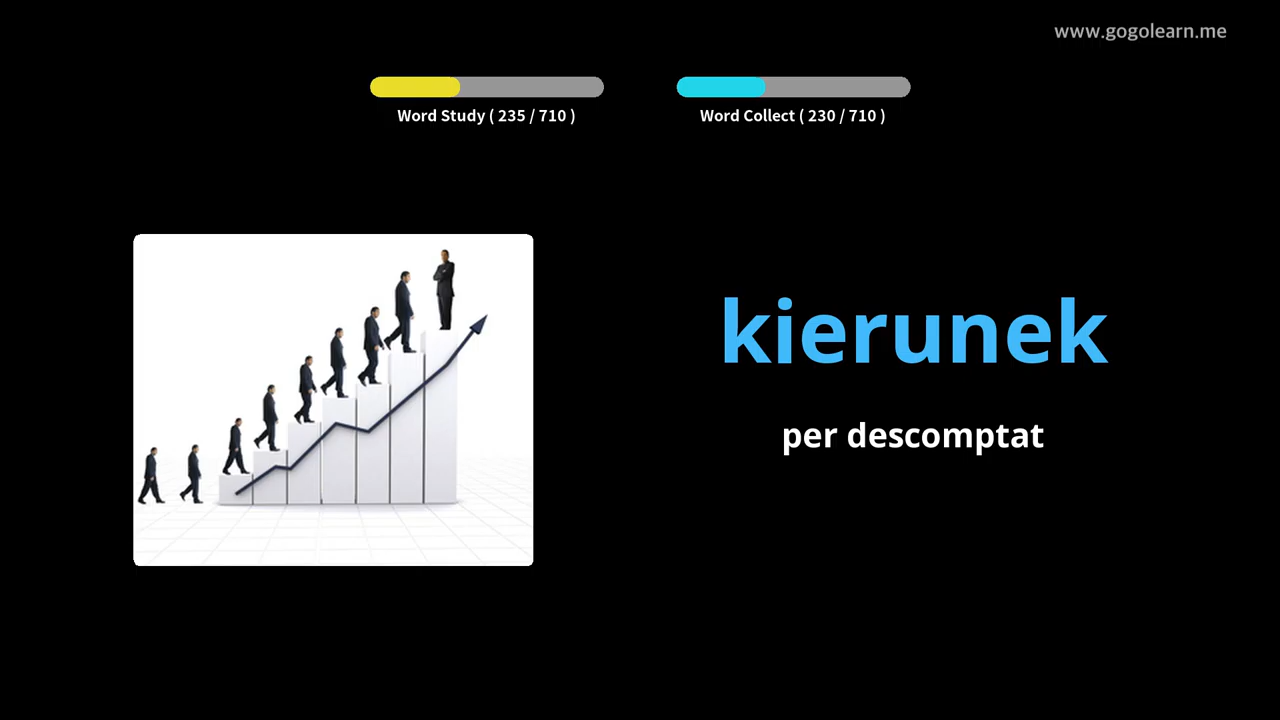 www.gogolearn.me
Word Study ( 235 / 710 )
Word Collect ( 230 / 710 )
kierunek
per descomptat